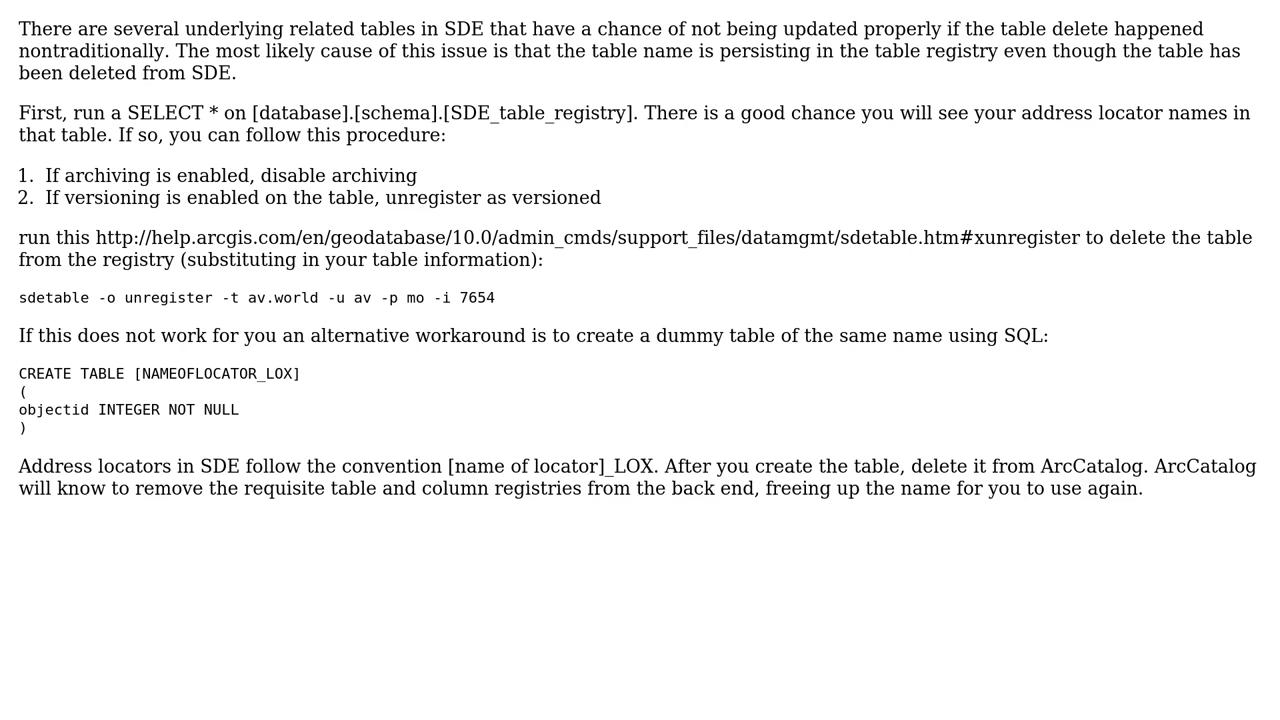 There are several underlying related tables in SDE that have a chance of not being updated properly if the table delete happened
nontraditionally. The most likely cause of this issue is that the table name is persisting in the table registry even though the table has
been deleted from SDE.
First, run a SELECT * on [database].[schema].[SDE_table_registry]. There is a good chance you will see your address locator names in
that table. If so, you can follow this procedure:
1. If archiving is enabled, disable archiving
2. If versioning is enabled on the table, unregister as versioned
run this http://help.arcgis.com/en/geodatabase/10.0/admin_cmds/support_files/datamgmt/sdetable.htm#xunregister to delete the table
from the registry (substituting in your table information):
sdetable -o unregister -t av.world -u av -p mo -i 7654
If this does not work for you an alternative workaround is to create a dummy table of the same name using SQL:
CREATE TABLE [NAMEOFLOCATOR_LOX]
(
objectid INTEGER NOT NULL
)
Address locators in SDE follow the convention [name of locator]_LOX. After you create the table, delete it from ArcCatalog. ArcCatalog
will know to remove the requisite table and column registries from the back end, freeing up the name for you to use again.